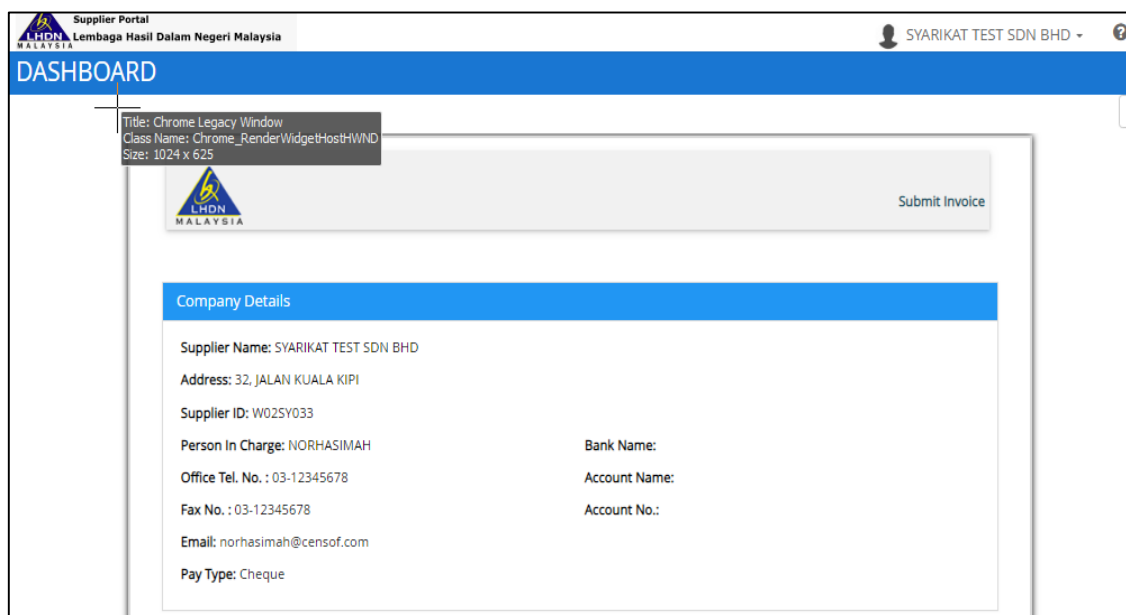 Supplier Portal
LHDN Lembaga Hasil Dalam Negeri Malaysia
MALAYSIA
SYARIKAT TEST SDN BHD
DASHBOARD
Title: Chrome Legacy Window
Class Name: Chrome_RenderWidgetHostHWND
Size: 1024 x 625
LHDN
MALAYSIA
Submit Invoice
Company Details
Supplier Name: SYARIKAT TEST SDN BHD
Address: 32, JALAN KUALA KIPI
Supplier ID: W02SY033
Person In Charge: NORHASIMAH
Bank Name:
Office Tel. No. : 03-12345678
Account Name:
Fax No. : 03-12345678
Account No.:
Email: norhasimah@censof.com
Pay Type: Cheque